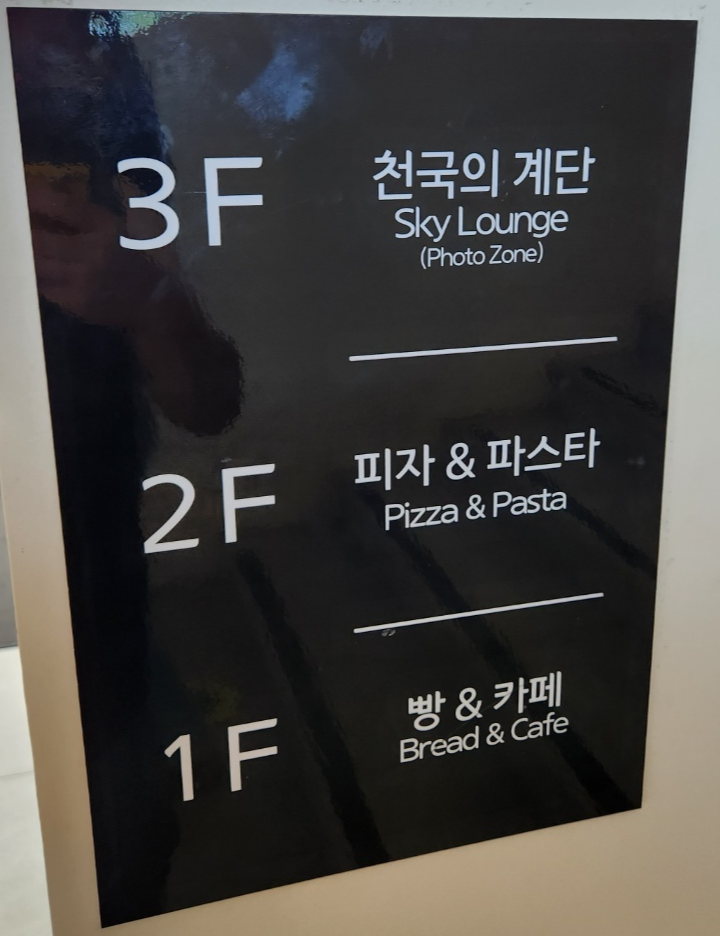 3F
천국의 계단
Sky Lounge
(Photo Zone)
2F
피자 & 파스타
Pizza & Pasta
1F
빵 & 카페
Bread & Cafe